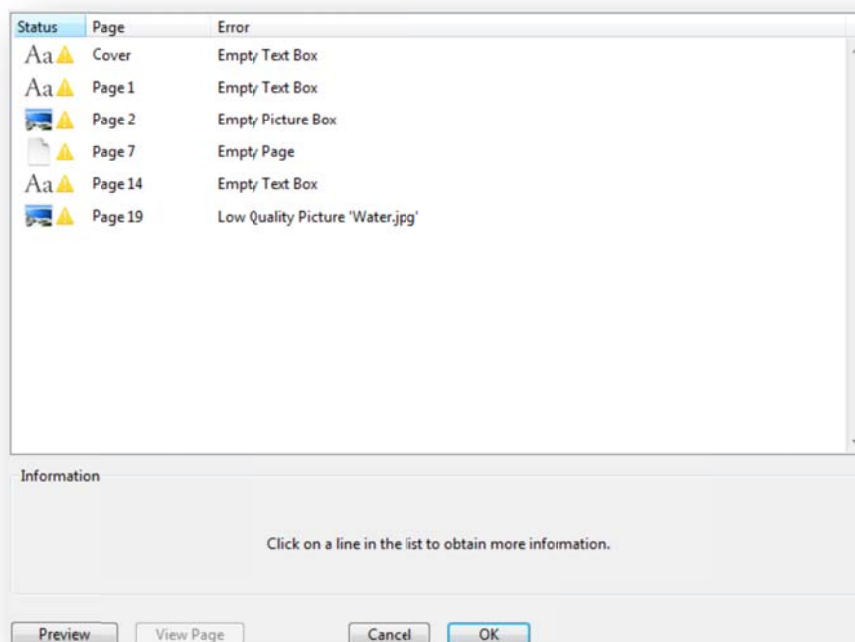 Status Page Error
Aa Cover Empty Text Box
Aa Page 1 Empty Text Box
Page 2 Empty Picture Box
Page 7 Empty Page
Aa Page 14 Empty Text Box
Page 19 Low Quality Picture 'Water.jpg'
Information
Click on a line in the list to obtain more information.
Preview View Page Cancel OK